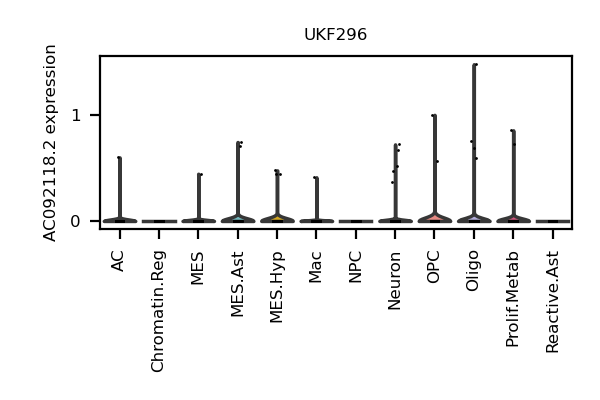 UKF296
AC092118.2 expression
1
0
AC
Chromatin.Reg
MES
MES.Ast
MES.Hyp
Mac
NPC
Neuron
OPC
Oligo
Prolif.Metab
Reactive.Ast